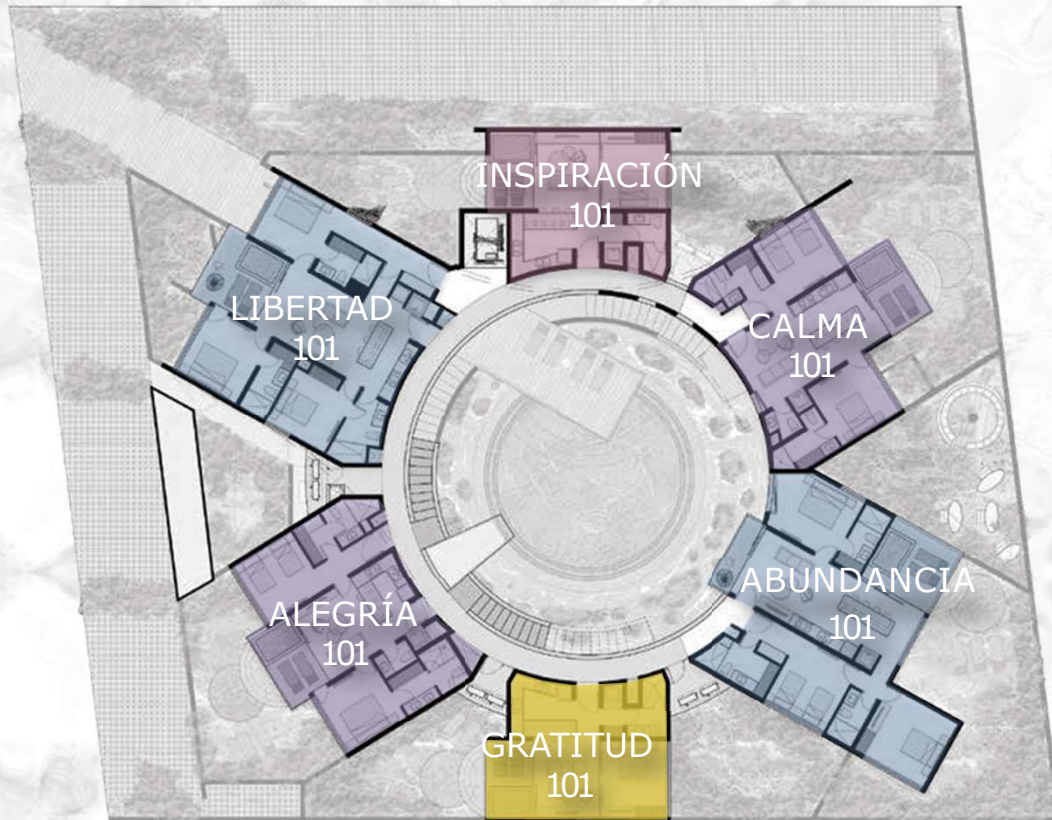 INSPIRACIÓN
101
LIBERTAD
101
CALMA
101
ABUNDANCIA
101
ALEGRÍA
101
GRATITUD
101